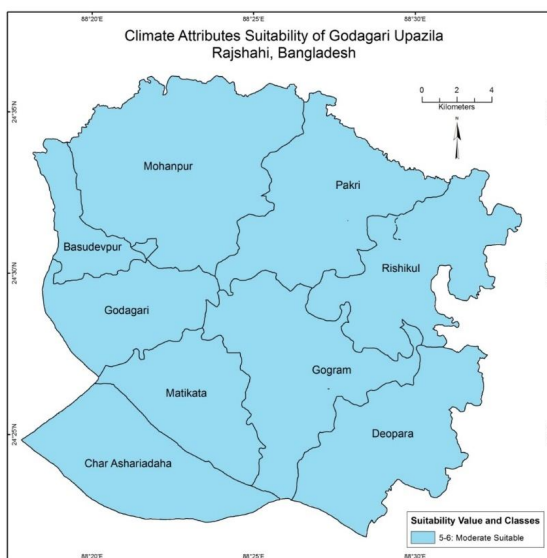 88°20'E 88°25'E 88°30'E
Climate Attributes Suitability of Godagari Upazila
Rajshahi, Bangladesh
0 2 4
Kilometers
N
24°35'N
Mohanpur
Pakri
Basudevpur
Rishikul
24°30'N
Godagari
Gogram
Matikata
Deopara
24°25'N
Char Ashariadaha
Suitability Value and Classes
5-6: Moderate Suitable
88°20'E 88°25'E 88°30'E